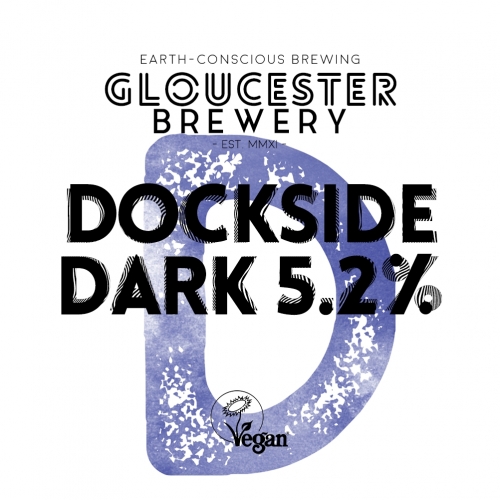 EARTH-CONSCIOUS BREWING
GLOUCESTER
BREWERY
- EST MMXI -
D
DOCKSIDE
DARK 5.2%
Vegan